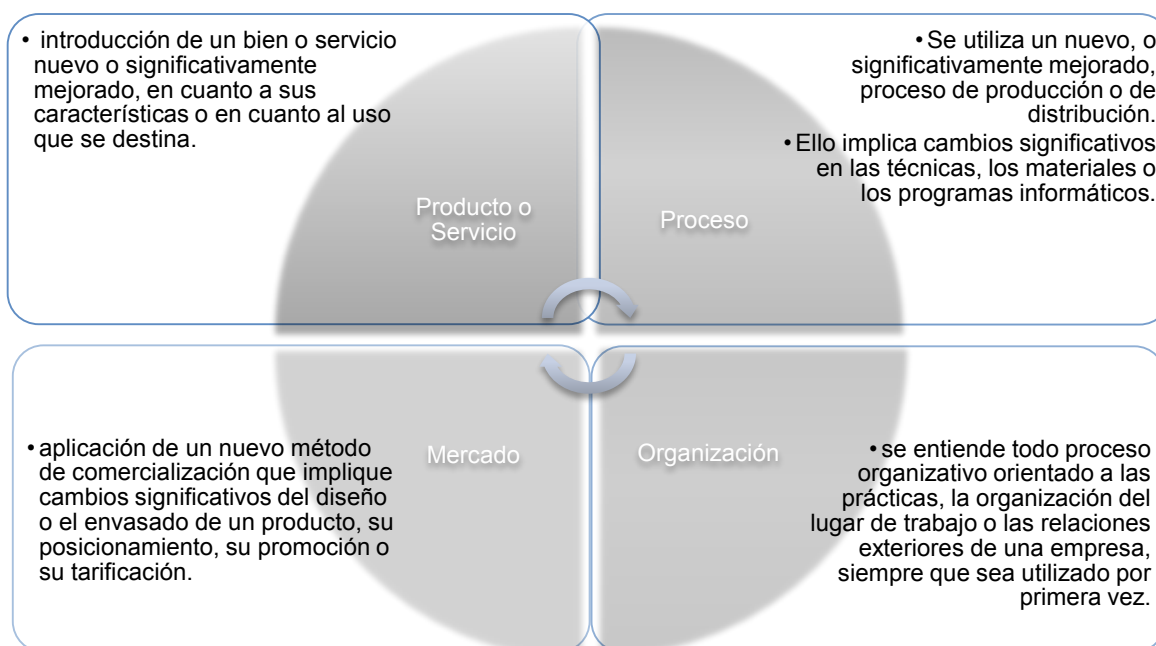 • introducción de un bien o servicio
nuevo o significativamente
mejorado, en cuanto a sus
características o en cuanto al uso
que se destina.
Producto o
Servicio
• Se utiliza un nuevo, o
significativamente mejorado,
proceso de producción o de
distribución.
• Ello implica cambios significativos
en las técnicas, los materiales o
los programas informáticos.
Proceso
• aplicación de un nuevo método
de comercialización que implique
cambios significativos del diseño
o el envasado de un producto, su
posicionamiento, su promoción o
su tarificación.
Mercado
Organización
• se entiende todo proceso
organizativo orientado a las
prácticas, la organización del
lugar de trabajo o las relaciones
exteriores de una empresa,
siempre que sea utilizado por
primera vez.